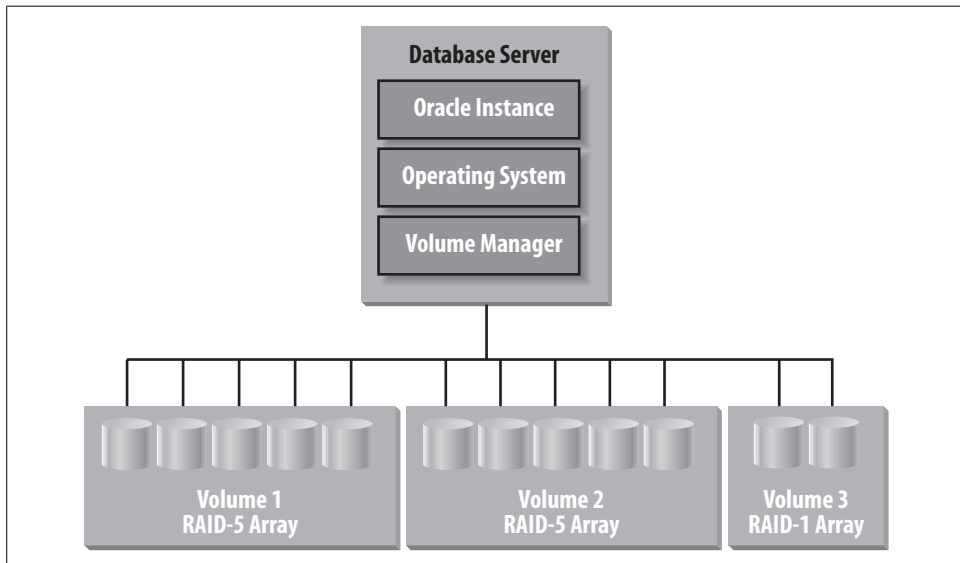 Database Server
Oracle Instance
Operating System
Volume Manager
Volume 1
RAID-5 Array
Volume 2
RAID-5 Array
Volume 3
RAID-1 Array